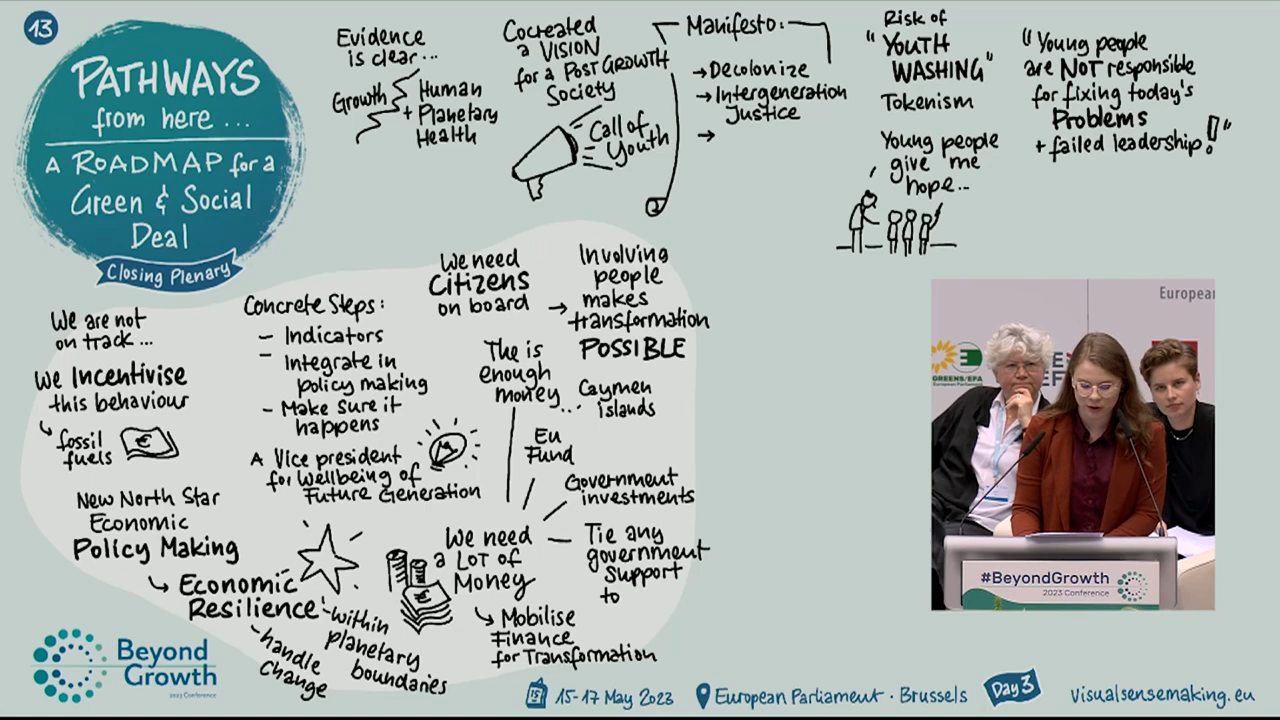 13
PATHWAYS
from here ...
A ROADMAP for a
Green & Social
Deal
Closing Plenary
Evidence
is clear...
Growth
Human
+ Planetary
Health
Cocreated
a VISION
for a POST GROWTH
Society
Call of
Youth
Manifesto:
→ Decolonize
→ Intergeneration
Justice
→
Risk of
"YOUTH
WASHING"
Tokenism
Young people
give me
hope...
"Young people
are NOT responsible
for fixing today's
Problems
+ failed leadership!"
We are not
on track ...
We Incentivise
this behaviour
fossil
fuels
€
New North Star
Economic
Policy Making
Economic
Resilience
- within
planetary
boundaries
- handle
change
Concrete Steps:
- Indicators
- Integrate in
policy making
- Make sure it
happens
A Vice president
for Wellbeing of
Future Generation
We need
Citizens
on board
→ Involving
people
makes
transformation
POSSIBLE
The is
enough
money...
Caymen
islands
Eu
Fund
Government
investments
We need
a LOT OF
Money
€
Tie any
government
support
to
Mobilise
Finance
for Transformation
European
GREENS/EFA
European Parliament
#BeyondGrowth
2023 Conference
Beyond
Growth
2023 Conference
15-17 May 2023
European Parliament · Brussels
Day 3
visualsensemaking.eu